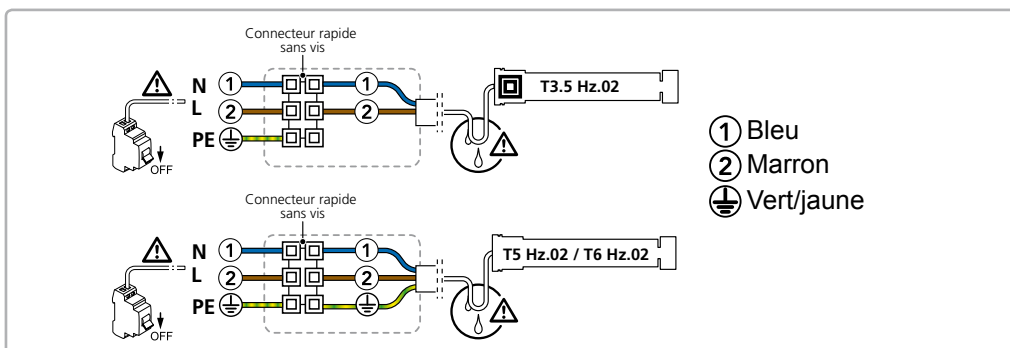 Connecteur rapide
sans vis
N 1 1
L 2 2
PE
OFF
T3.5 Hz.02
1 Bleu
2 Marron
Vert/jaune
Connecteur rapide
sans vis
N 1 1
L 2 2
PE
OFF
T5 Hz.02 / T6 Hz.02